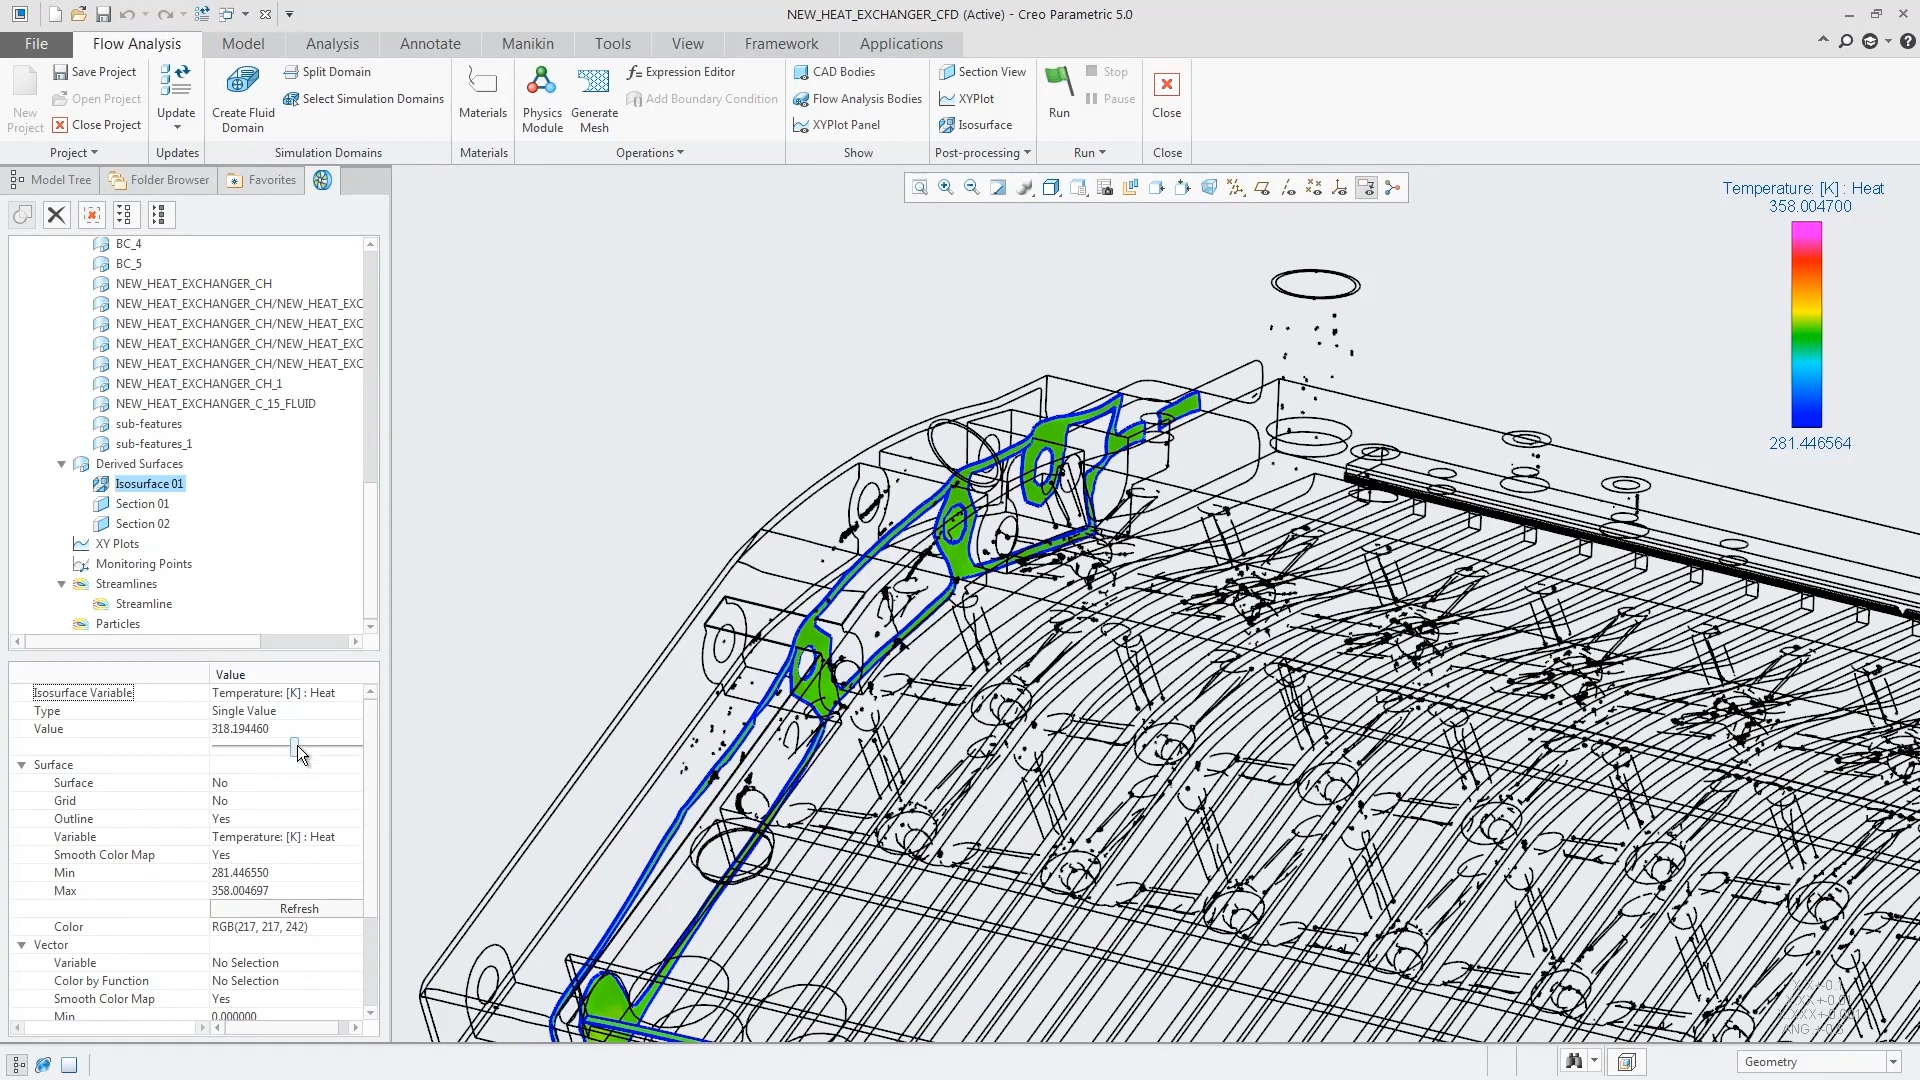 NEW_HEAT_EXCHANGER_CFD (Active) - Creo Parametric 5.0
File Flow Analysis Model Analysis Annotate Manikin Tools View Framework Applications
New Project
Save Project
Open Project
Close Project
Project
Update
Updates
Create Fluid Domain
Split Domain
Select Simulation Domains
Simulation Domains
Materials
Materials
Physics Module
Generate Mesh
Expression Editor
Add Boundary Condition
Operations
CAD Bodies
Flow Analysis Bodies
XYPlot Panel
Show
Section View
XYPlot
Isosurface
Post-processing
Run
Stop
Pause
Run
Close
Close
Model Tree Folder Browser Favorites
BC_4
BC_5
NEW_HEAT_EXCHANGER_CH
NEW_HEAT_EXCHANGER_CH/NEW_HEAT_EXC
NEW_HEAT_EXCHANGER_CH/NEW_HEAT_EXC
NEW_HEAT_EXCHANGER_CH/NEW_HEAT_EXC
NEW_HEAT_EXCHANGER_CH/NEW_HEAT_EXC
NEW_HEAT_EXCHANGER_CH_1
NEW_HEAT_EXCHANGER_C_15_FLUID
sub-features
sub-features_1
Derived Surfaces
Isosurface 01
Section 01
Section 02
XY Plots
Monitoring Points
Streamlines
Streamline
Particles
Value
Isosurface Variable Temperature: [K] : Heat
Type Single Value
Value 318.194460
Surface
Surface No
Grid No
Outline Yes
Variable Temperature: [K] : Heat
Smooth Color Map Yes
Min 281.446550
Max 358.004697
Refresh
Color RGB(217, 217, 242)
Vector
Variable No Selection
Color by Function No Selection
Smooth Color Map Yes
Min 0.000000
Temperature: [K] : Heat
358.004700
281.446564
Geometry